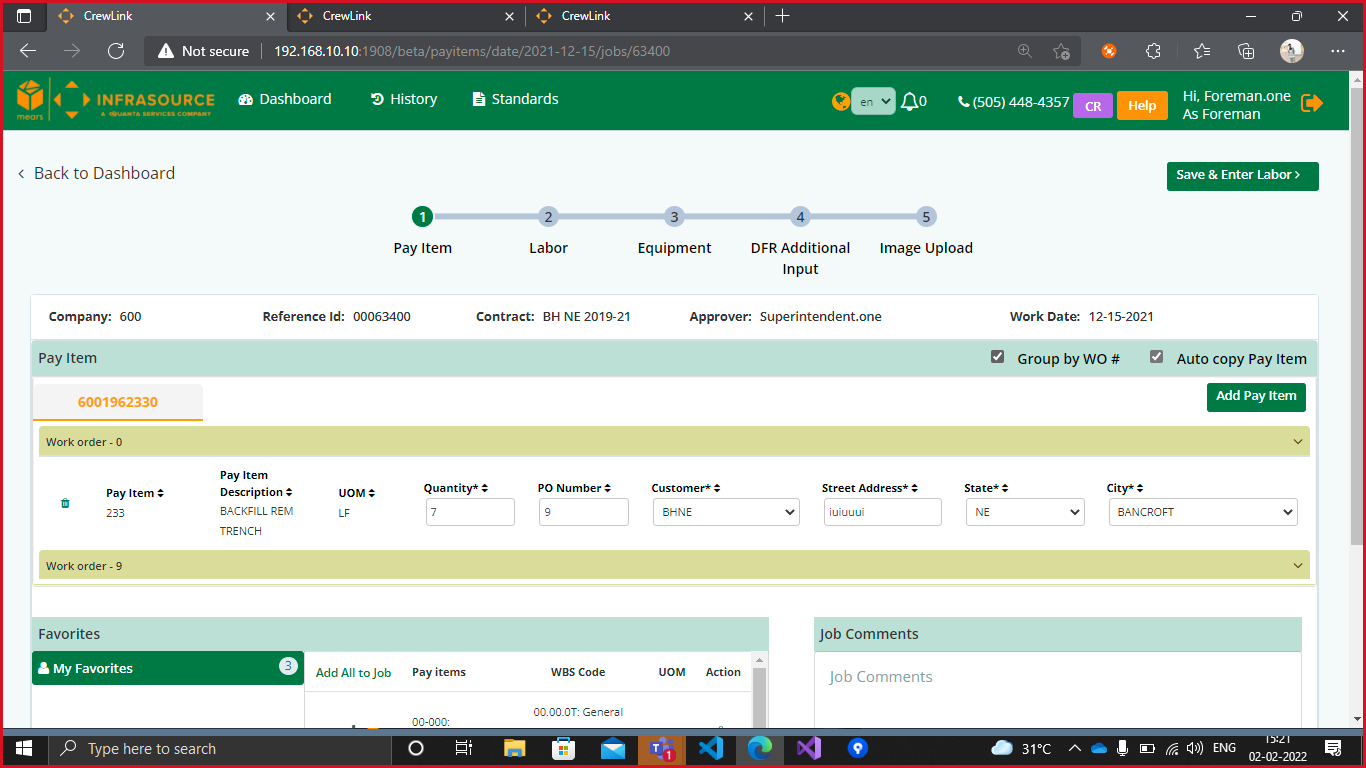 CrewLink
CrewLink
CrewLink
Not secure
192.168.10.10:1908/beta/payitems/date/2021-12-15/jobs/63400
mears
INFRASOURCE
A QUANTA SERVICES COMPANY
Dashboard
History
Standards
en
0
(505) 448-4357
CR
Help
Hi, Foreman.one
As Foreman
< Back to Dashboard
Save & Enter Labor >
1 2 3 4 5
Pay Item
Labor
Equipment
DFR Additional
Input
Image Upload
Company: 600
Reference Id: 00063400
Contract: BH NE 2019-21
Approver: Superintendent.one
Work Date: 12-15-2021
Pay Item
Group by WO #
Auto copy Pay Item
6001962330
Add Pay Item
Work order - 0
Pay Item
233
Pay Item
Description
BACKFILL REM
TRENCH
UOM
LF
Quantity*
7
PO Number
9
Customer*
BHNE
Street Address*
iuiuuui
State*
NE
City*
BANCROFT
Work order - 9
Favorites
My Favorites
3
Add All to Job
Pay items
WBS Code
UOM
Action
00-000:
00.00.0T: General
Job Comments
Job Comments
Type here to search
1
31°C
ENG
15:21
02-02-2022